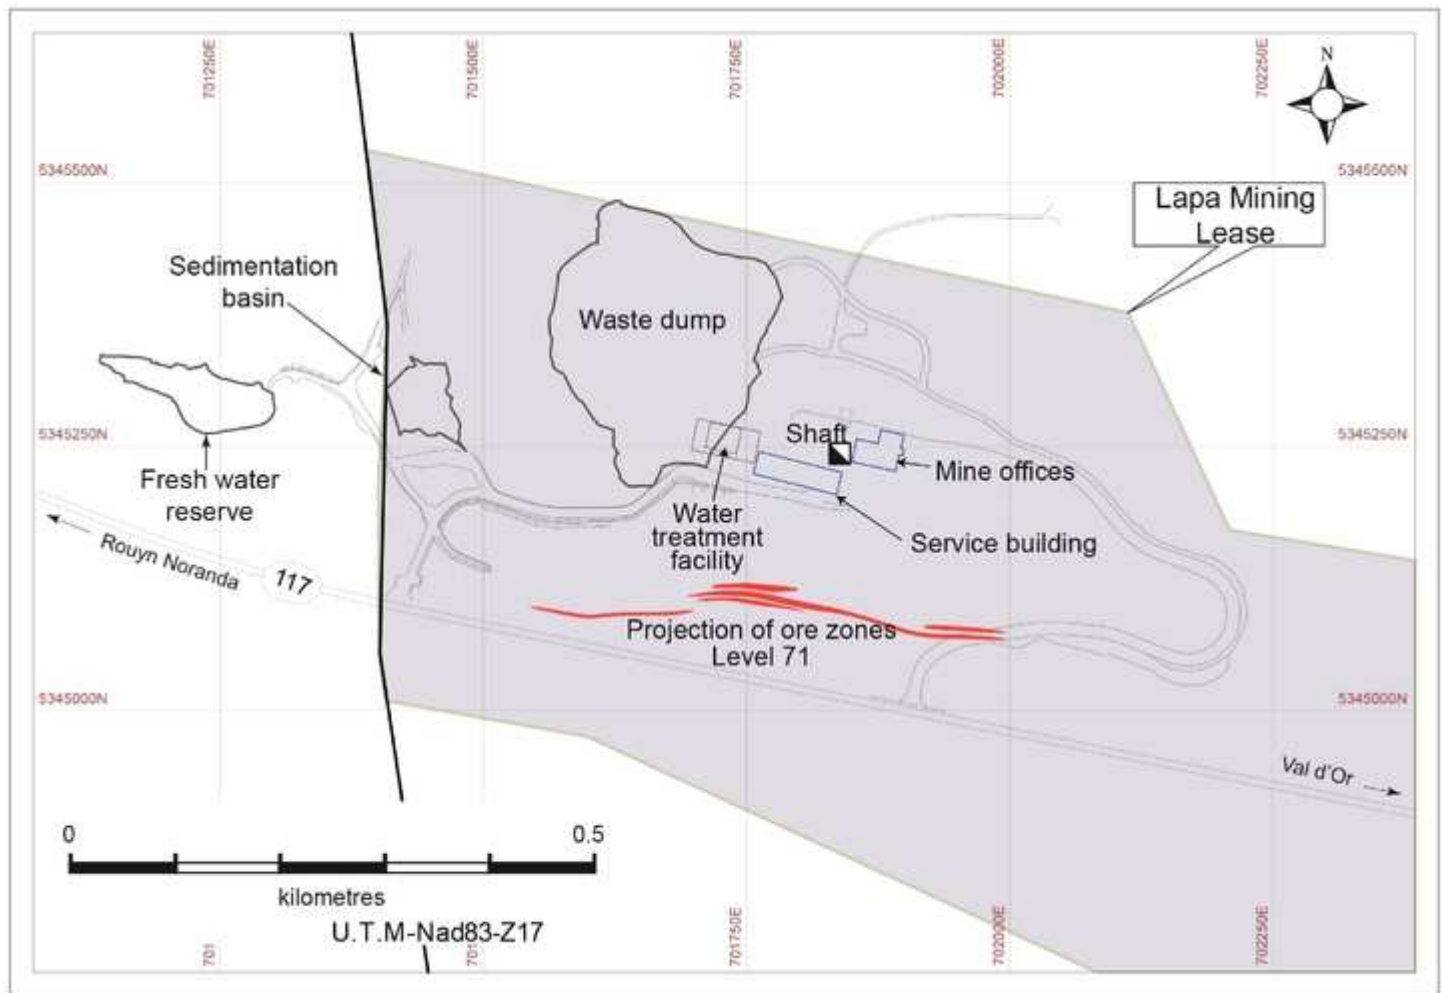 701250E
701500E
701750E
702000E
702250E
N
5345500N
5345500N
Lapa Mining
Lease
Sedimentation
basin
Waste dump
5345250N
5345250N
Shaft
Mine offices
Fresh water
reserve
Water
treatment
facility
Service building
Rouyn Noranda
117
Projection of ore zones
Level 71
5345000N
5345000N
Val d'Or
0
0.5
kilometres
U.T.M-Nad83-Z17
701
701750E
702000E
702250E